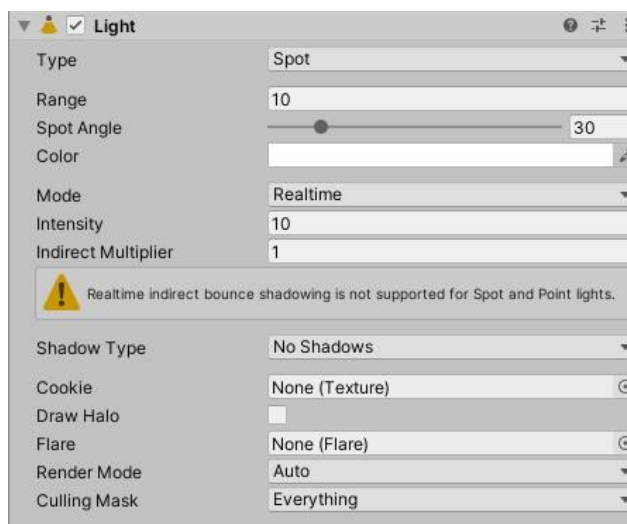 Light
Type Spot
Range 10
Spot Angle 30
Color
Mode Realtime
Intensity 10
Indirect Multiplier 1
Realtime indirect bounce shadowing is not supported for Spot and Point lights.
Shadow Type No Shadows
Cookie None (Texture)
Draw Halo
Flare None (Flare)
Render Mode Auto
Culling Mask Everything